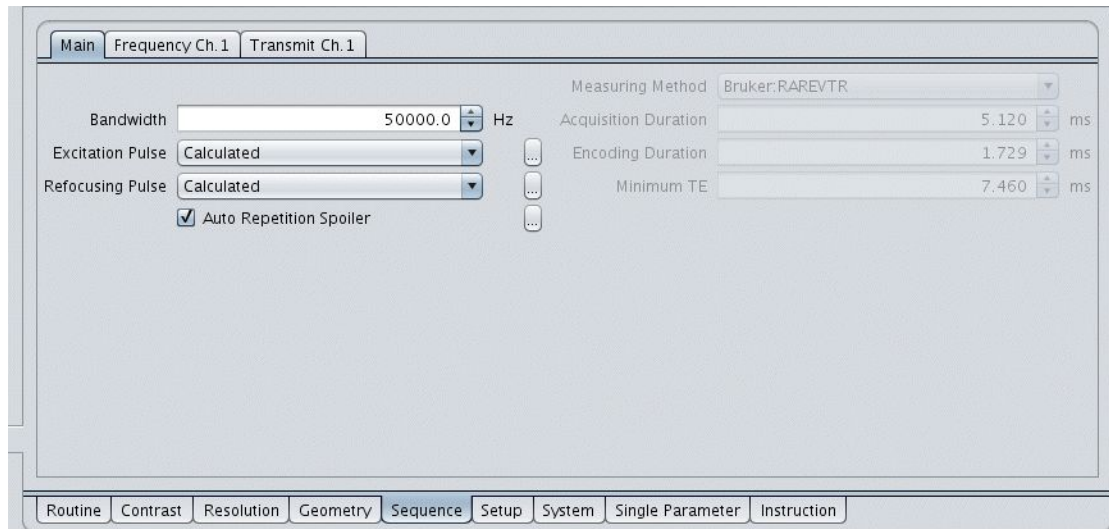 Main Frequency Ch.1 Transmit Ch.1
Measuring Method Bruker:RAREVTR
Bandwidth 50000.0 Hz Acquisition Duration 5.120 ms
Excitation Pulse Calculated ... Encoding Duration 1.729 ms
Refocusing Pulse Calculated ... Minimum TE 7.460 ms
Auto Repetition Spoiler ...
Routine Contrast Resolution Geometry Sequence Setup System Single Parameter Instruction